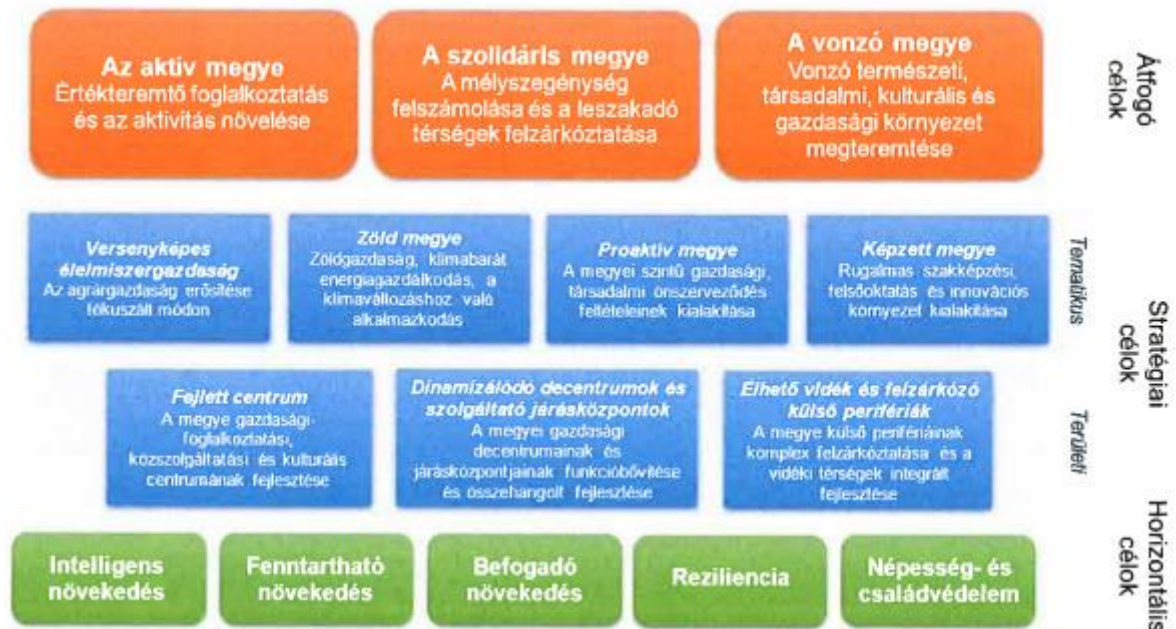 Az aktív megye
Értékteremtő foglalkoztatás
és az aktivitás növelése
A szolidáris megye
A mélyszegénység
felszámolása és a leszakadó
térségek felzárkóztatása
A vonzó megye
Vonzó természeti,
társadalmi, kulturális és
gazdasági környezet
megteremtése
Átfogó
célok
Versenyképes
élelmiszergazdaság
Az agrárgazdaság erősítése
fókuszált módon
Zöld megye
Zöldgazdaság, klímabarát
energiagazdálkodás, a
klímaválłozáshoz való
alkalmazkodás
Proaktív megye
A megyei szintű gazdasági,
társadalmi önszerveződés
feltételeinek kialakítása
Képzett megye
Rugalmas szakképzési,
felsőoktatás és innovációs
környezet kialakítása
Tematikus
Fejlett centrum
A megye gazdasági-
foglalkoztatási,
közszolgáltatási és kulturális
centrumának fejlesztése
Dinamizálódó decentrumok és
szolgáltató járásközpontok
A megyei gazdasági
decentrumainak és
járásközpontjainak funkcióbővítése
és összehangolt fejlesztése
Élhető vidék és felzárkózó
külső perifériák
A megye külső perifériáinak
komplex felzárkóztatása és a
vidéki térségek integrált
fejlesztése
Területi
Stratégiai
célok
Intelligens
növekedés
Fenntartható
növekedés
Befogadó
növekedés
Reziliencia
Népesség- és
családvédelem
Horizontális
célok